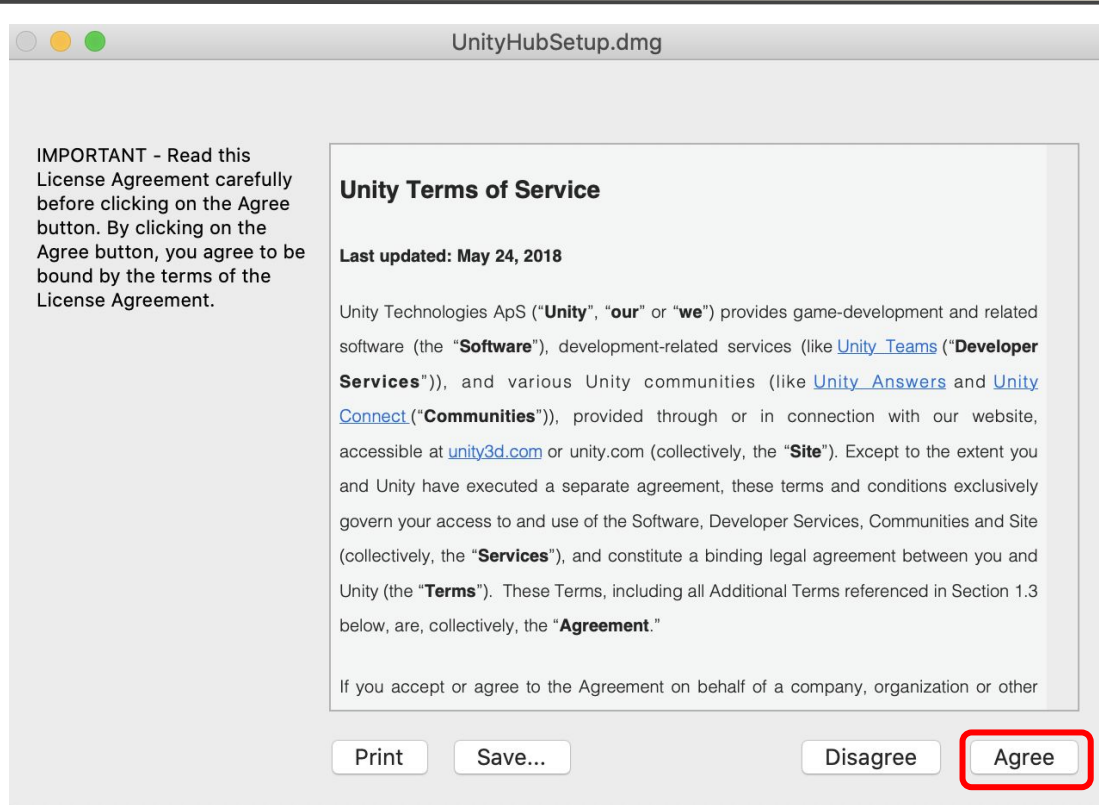 UnityHubSetup.dmg
IMPORTANT - Read this
License Agreement carefully
before clicking on the Agree
button. By clicking on the
Agree button, you agree to be
bound by the terms of the
License Agreement.
Unity Terms of Service
Last updated: May 24, 2018
Unity Technologies ApS (“Unity”, “our” or “we”) provides game-development and related
software (the “Software”), development-related services (like Unity Teams (“Developer
Services”)), and various Unity communities (like Unity Answers and Unity
Connect (“Communities”)), provided through or in connection with our website,
accessible at unity3d.com or unity.com (collectively, the “Site”). Except to the extent you
and Unity have executed a separate agreement, these terms and conditions exclusively
govern your access to and use of the Software, Developer Services, Communities and Site
(collectively, the “Services”), and constitute a binding legal agreement between you and
Unity (the “Terms”). These Terms, including all Additional Terms referenced in Section 1.3
below, are, collectively, the “Agreement.”
If you accept or agree to the Agreement on behalf of a company, organization or other
Print Save... Disagree Agree